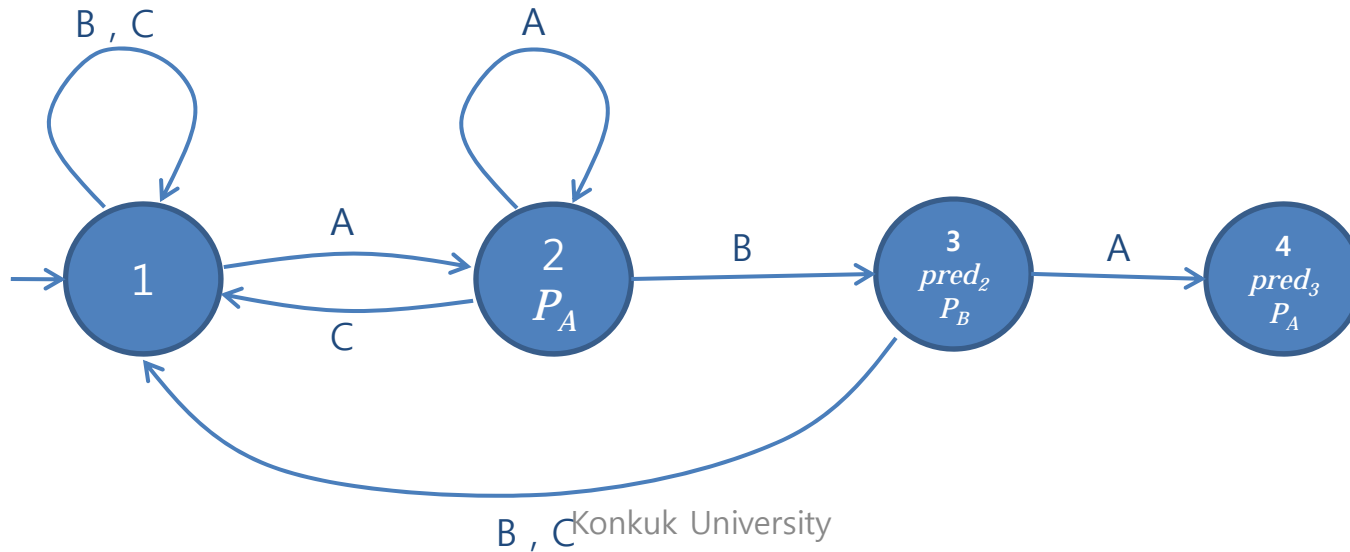 B , C
A
1
A
C
2
P_A
B
3
pred_2
P_B
A
4
pred_3
P_A
B , C
Konkuk University